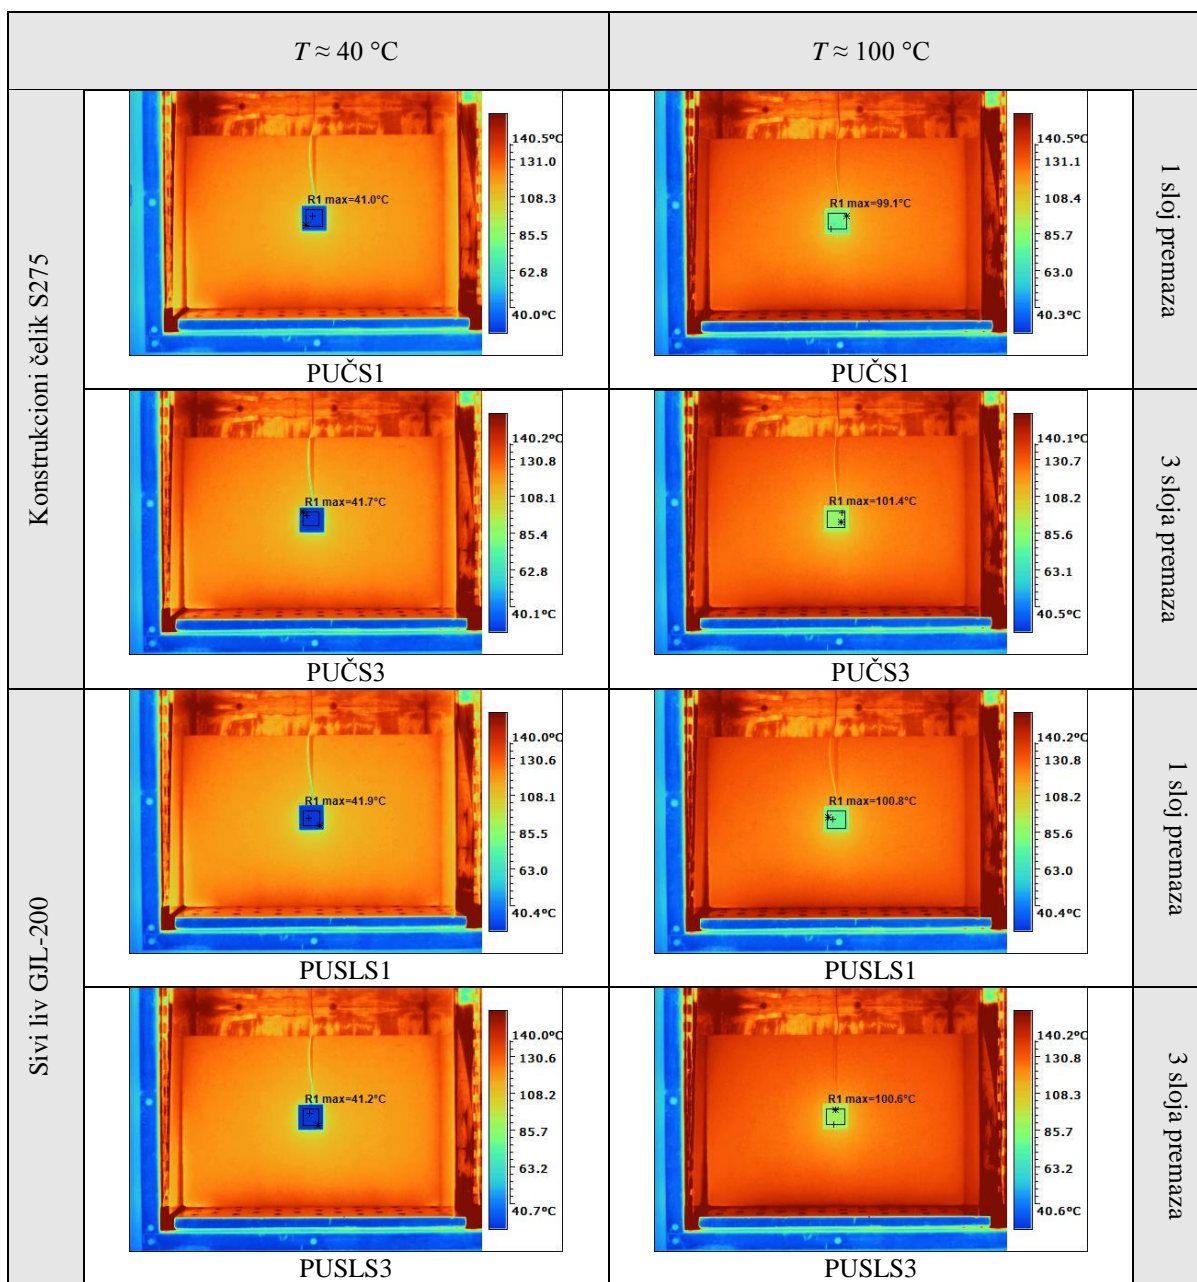 T ≈ 40 °C
T ≈ 100 °C
Konstrukcioni čelik S275
R1 max=41.0°C
140.5°C
131.0
108.3
85.5
62.8
40.0°C
PUČS1
R1 max=99.1°C
140.5°C
131.1
108.4
85.7
63.0
40.3°C
PUČS1
1 sloj premaza
R1 max=41.7°C
140.2°C
130.8
108.1
85.4
62.8
40.1°C
PUČS3
R1 max=101.4°C
140.1°C
130.7
108.1
85.6
63.1
40.5°C
PUČS3
3 sloja premaza
Sivi liv GJL-200
R1 max=41.9°C
140.0°C
130.6
108.1
85.5
63.0
40.4°C
PUSLS1
R1 max=100.8°C
140.2°C
130.8
108.2
85.6
63.0
40.4°C
PUSLS1
1 sloj premaza
R1 max=41.2°C
140.0°C
130.6
108.2
85.7
63.2
40.7°C
PUSLS3
R1 max=100.6°C
140.2°C
130.8
108.3
85.7
63.2
40.6°C
PUSLS3
3 sloja premaza